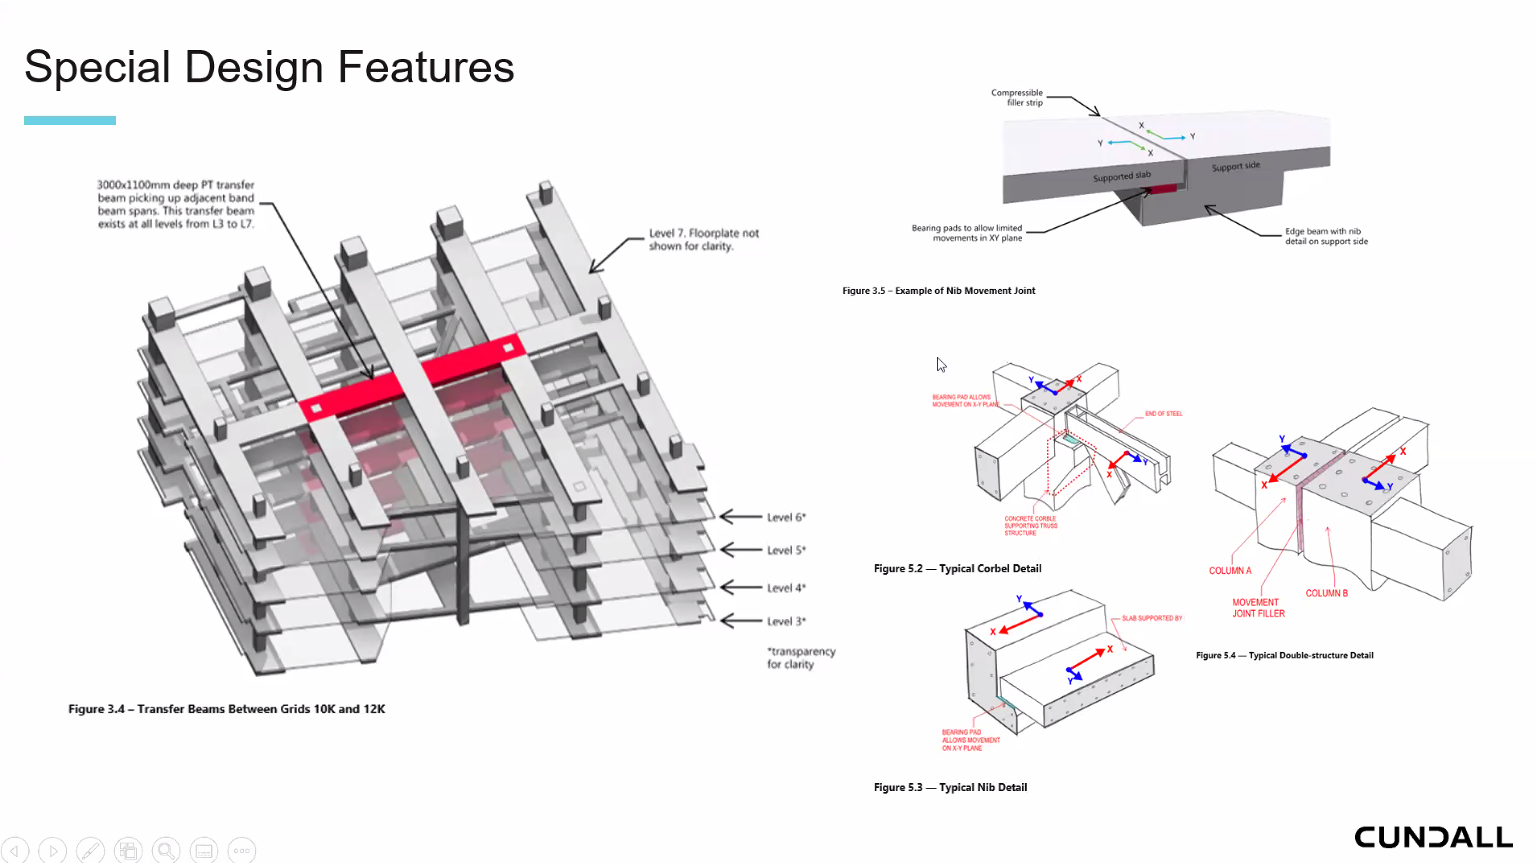 Special Design Features
3000x1100mm deep PT transfer
beam picking up adjacent band
beam spans. This transfer beam
exists at all levels from L3 to L7.
Level 7. Floorplate not
shown for clarity.
Level 6*
Level 5*
Level 4*
Level 3*
*transparency
for clarity
Figure 3.4 – Transfer Beams Between Grids 10K and 12K
Compressible
filler strip
X
Y
Y
X
Supported slab
Support side
Bearing pads to allow limited
movements in XY plane
Edge beam with nib
detail on support side
Figure 3.5 – Example of Nib Movement Joint
Y
X
BEARING PAD ALLOWS
MOVEMENT ON X-Y PLANE
END OF STEEL
X
Y
CONCRETE CORBLE
SUPPORTING TRUSS
STRUCTURE
Figure 5.2 — Typical Corbel Detail
Y
X
X
Y
COLUMN A
MOVEMENT
JOINT FILLER
COLUMN B
Figure 5.4 — Typical Double-structure Detail
Y
X
SLAB SUPPORTED BY
X
Y
BEARING PAD
ALLOWS MOVEMENT
ON X-Y PLANE
Figure 5.3 — Typical Nib Detail
CUNDALL